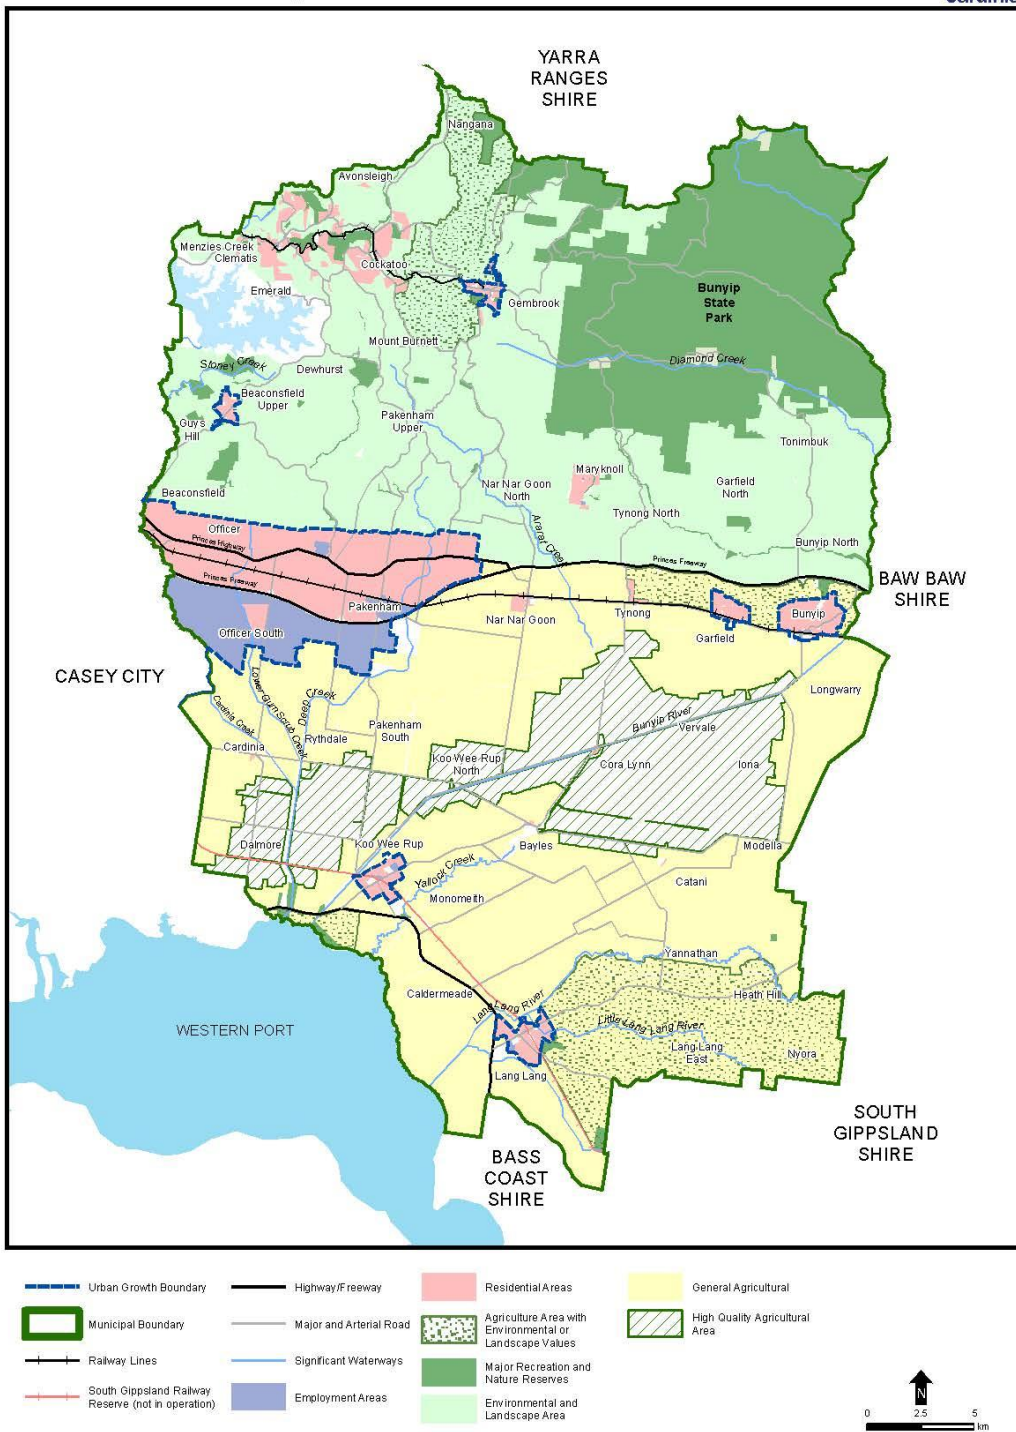 YARRA
RANGES
SHIRE
Nangana
Avonsleigh
Menzies Creek
Clematis
Cockatoo
Emerald
Gembrook
Bunyip
State
Park
Mount Burnett
Stoney Creek
Dewhurst
Diamond Creek
Beaconsfield
Upper
Guys
Hill
Pakenham
Upper
Tonimbuk
Maryknoll
Nar Nar Goon
North
Garfield
North
Beaconsfield
Tynong North
Officer
Ararat Creek
Princes Highway
Bunyip North
Princes Freeway
Princes Freeway
BAW BAW
SHIRE
Pakenham
Tynong
Bunyip
Nar Nar Goon
Officer South
Garfield
CASEY CITY
Longwarry
Lower Gum Scrub Creek
Deep Creek
Cardinia Creek
Bunyip River
Pakenham
South
Vervale
Rythdale
Cardinia
Koo Wee Rup
North
Cora Lynn
Iona
Dalmore
Koo Wee Rup
Bayles
Modella
Yallock Creek
Catani
Monomeith
Yannathan
Caldermeade
Heath Hill
Lang Lang River
Little Lang Lang River
WESTERN PORT
Lang Lang
East
Nyora
Lang Lang
SOUTH
GIPPSLAND
SHIRE
BASS
COAST
SHIRE
Urban Growth Boundary
Highway/Freeway
Residential Areas
General Agricultural
Municipal Boundary
Major and Arterial Road
Agriculture Area with
Environmental or
Landscape Values
High Quality Agricultural
Area
Railway Lines
Significant Waterways
Major Recreation and
Nature Reserves
South Gippsland Railway
Reserve (not in operation)
Employment Areas
Environmental and
Landscape Area
N
0 2.5 5
km